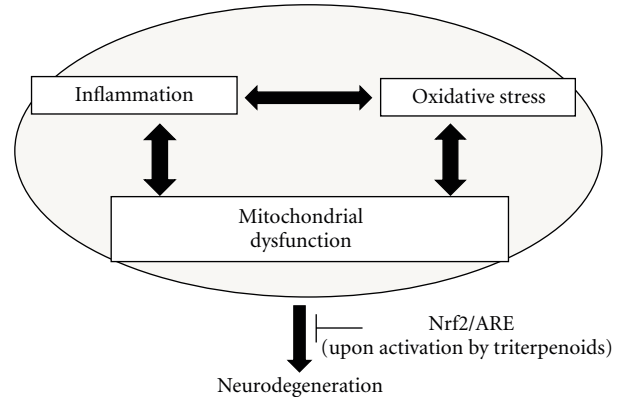 Inflammation
Oxidative stress
Mitochondrial
dysfunction
Nrf2/ARE
(upon activation by triterpenoids)
Neurodegeneration